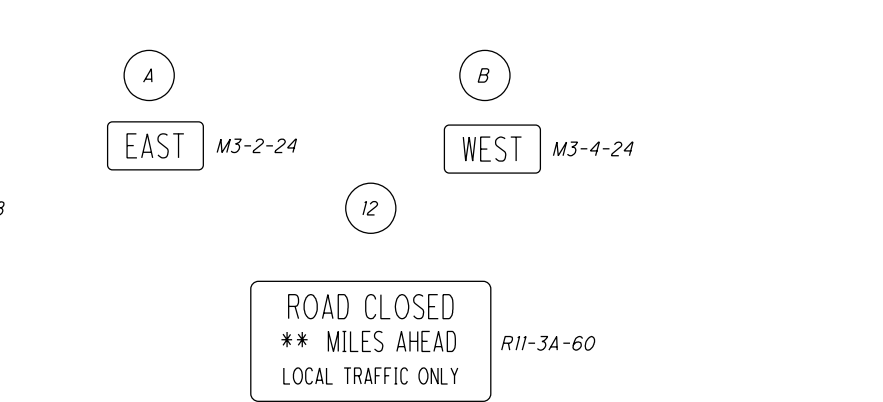 A
B
EAST M3-2-24
WEST M3-4-24
12
ROAD CLOSED
** MILES AHEAD
R11-3A-60
LOCAL TRAFFIC ONLY